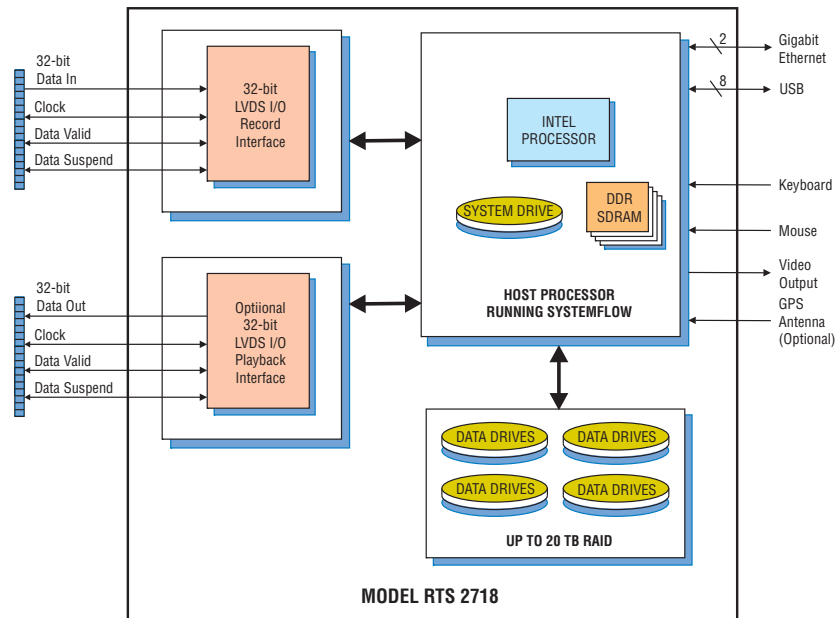 32-bit
Data In
Clock
Data Valid
Data Suspend
32-bit
LVDS I/O
Record
Interface
INTEL
PROCESSOR
SYSTEM DRIVE
DDR
SDRAM
HOST PROCESSOR
RUNNING SYSTEMFLOW
2
Gigabit
Ethernet
8
USB
Keyboard
Mouse
Video
Output
GPS
Antenna
(Optional)
32-bit
Data Out
Clock
Data Valid
Data Suspend
Optiional
32-bit
LVDS I/O
Playback
Interface
DATA DRIVES
DATA DRIVES
DATA DRIVES
DATA DRIVES
UP TO 20 TB RAID
MODEL RTS 2718